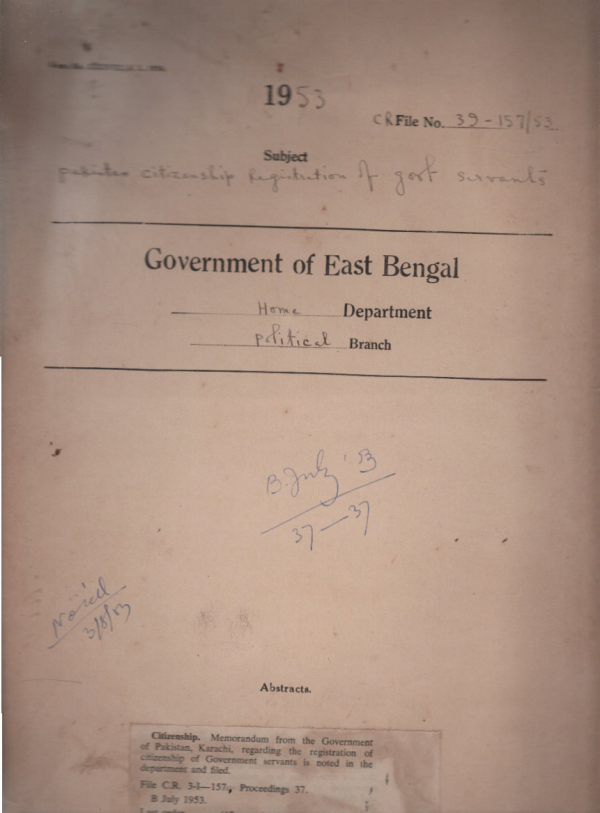 1953
CR File No. 39-157/53
Subject
citizenship Registration of govt servants
Government of East Bengal
Home Department
Political Branch
B. July '53
37—37
3/8/53
Abstracts.
Citizenship. Memorandum from the Government
of Pakistan, Karachi, regarding the registration of
citizenship of Government servants is noted in the
department and filed.
File C.R. 3-I—157, Proceedings 37.
B July 1953.